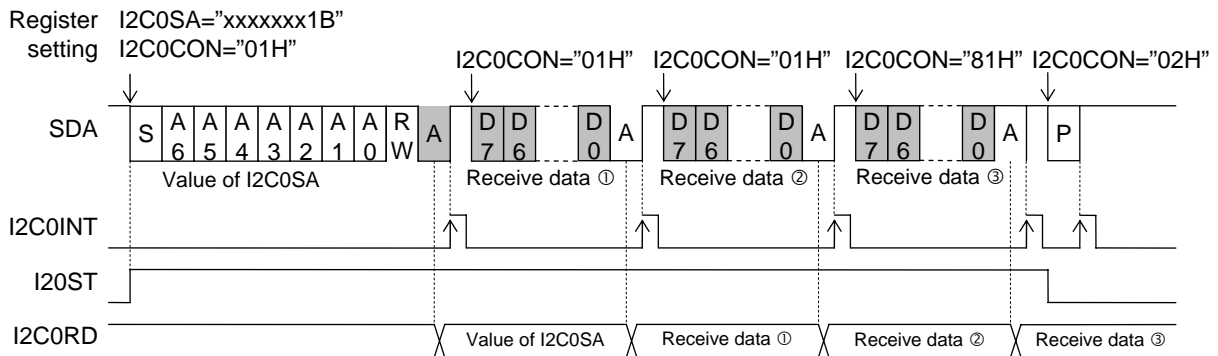 Register I2C0SA="xxxxxxx1B"
setting I2C0CON="01H"
I2C0CON="01H" I2C0CON="01H" I2C0CON="81H" I2C0CON="02H"
SDA S A6 A5 A4 A3 A2 A1 A0 RW A D7 D6 D0 A D7 D6 D0 A D7 D6 D0 A P
Value of I2C0SA Receive data ① Receive data ② Receive data ③
I2C0INT
I20ST
I2C0RD Value of I2C0SA Receive data ① Receive data ② Receive data ③